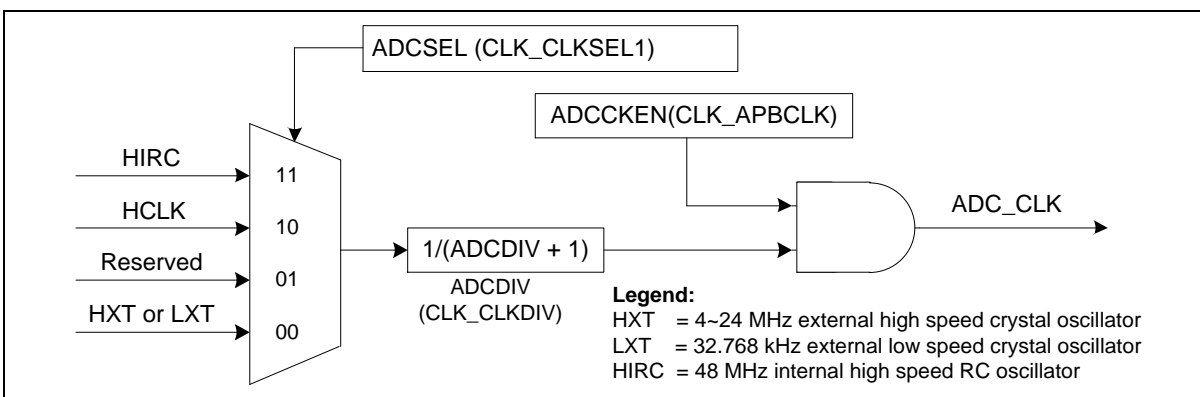 ADCSEL (CLK_CLKSEL1)
ADCCKEN(CLK_APBCLK)
HIRC
11
HCLK
10
ADC_CLK
Reserved
01
1/(ADCDIV + 1)
ADCDIV
(CLK_CLKDIV)
HXT or LXT
00
Legend:
HXT = 4~24 MHz external high speed crystal oscillator
LXT = 32.768 kHz external low speed crystal oscillator
HIRC = 48 MHz internal high speed RC oscillator